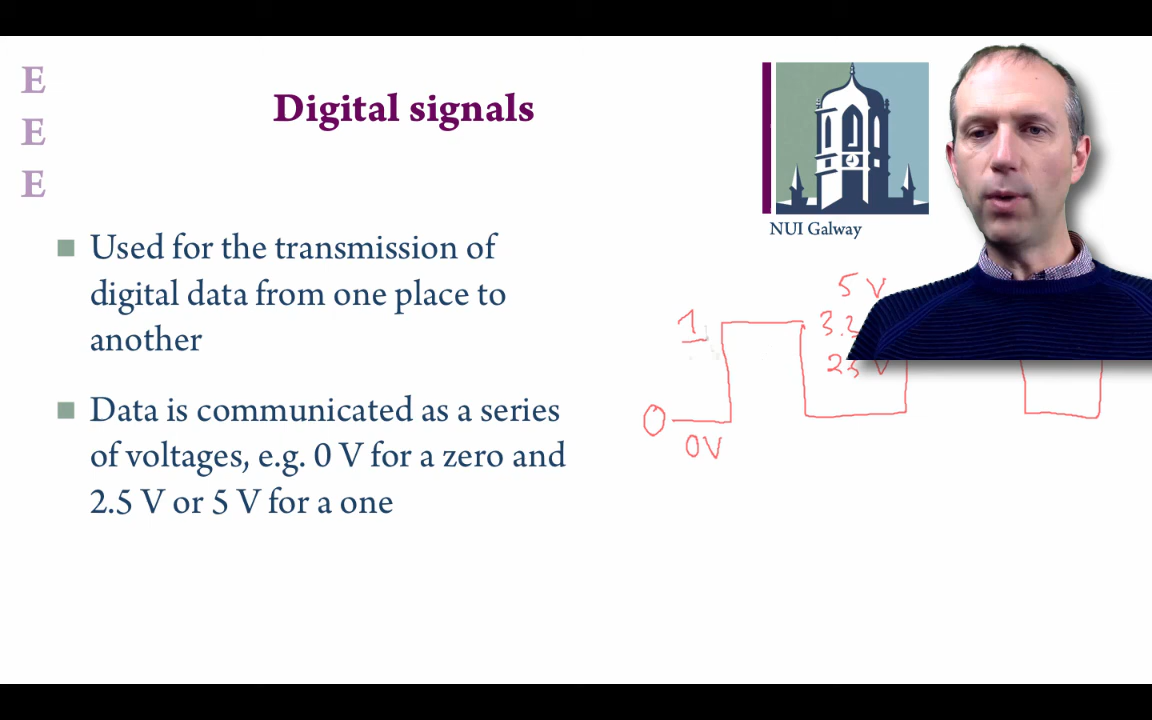 E
E
E
Digital signals
NUI Galway
Used for the transmission of
digital data from one place to
another
Data is communicated as a series
of voltages, e.g. 0 V for a zero and
2.5 V or 5 V for a one
5 V
1
0
0V